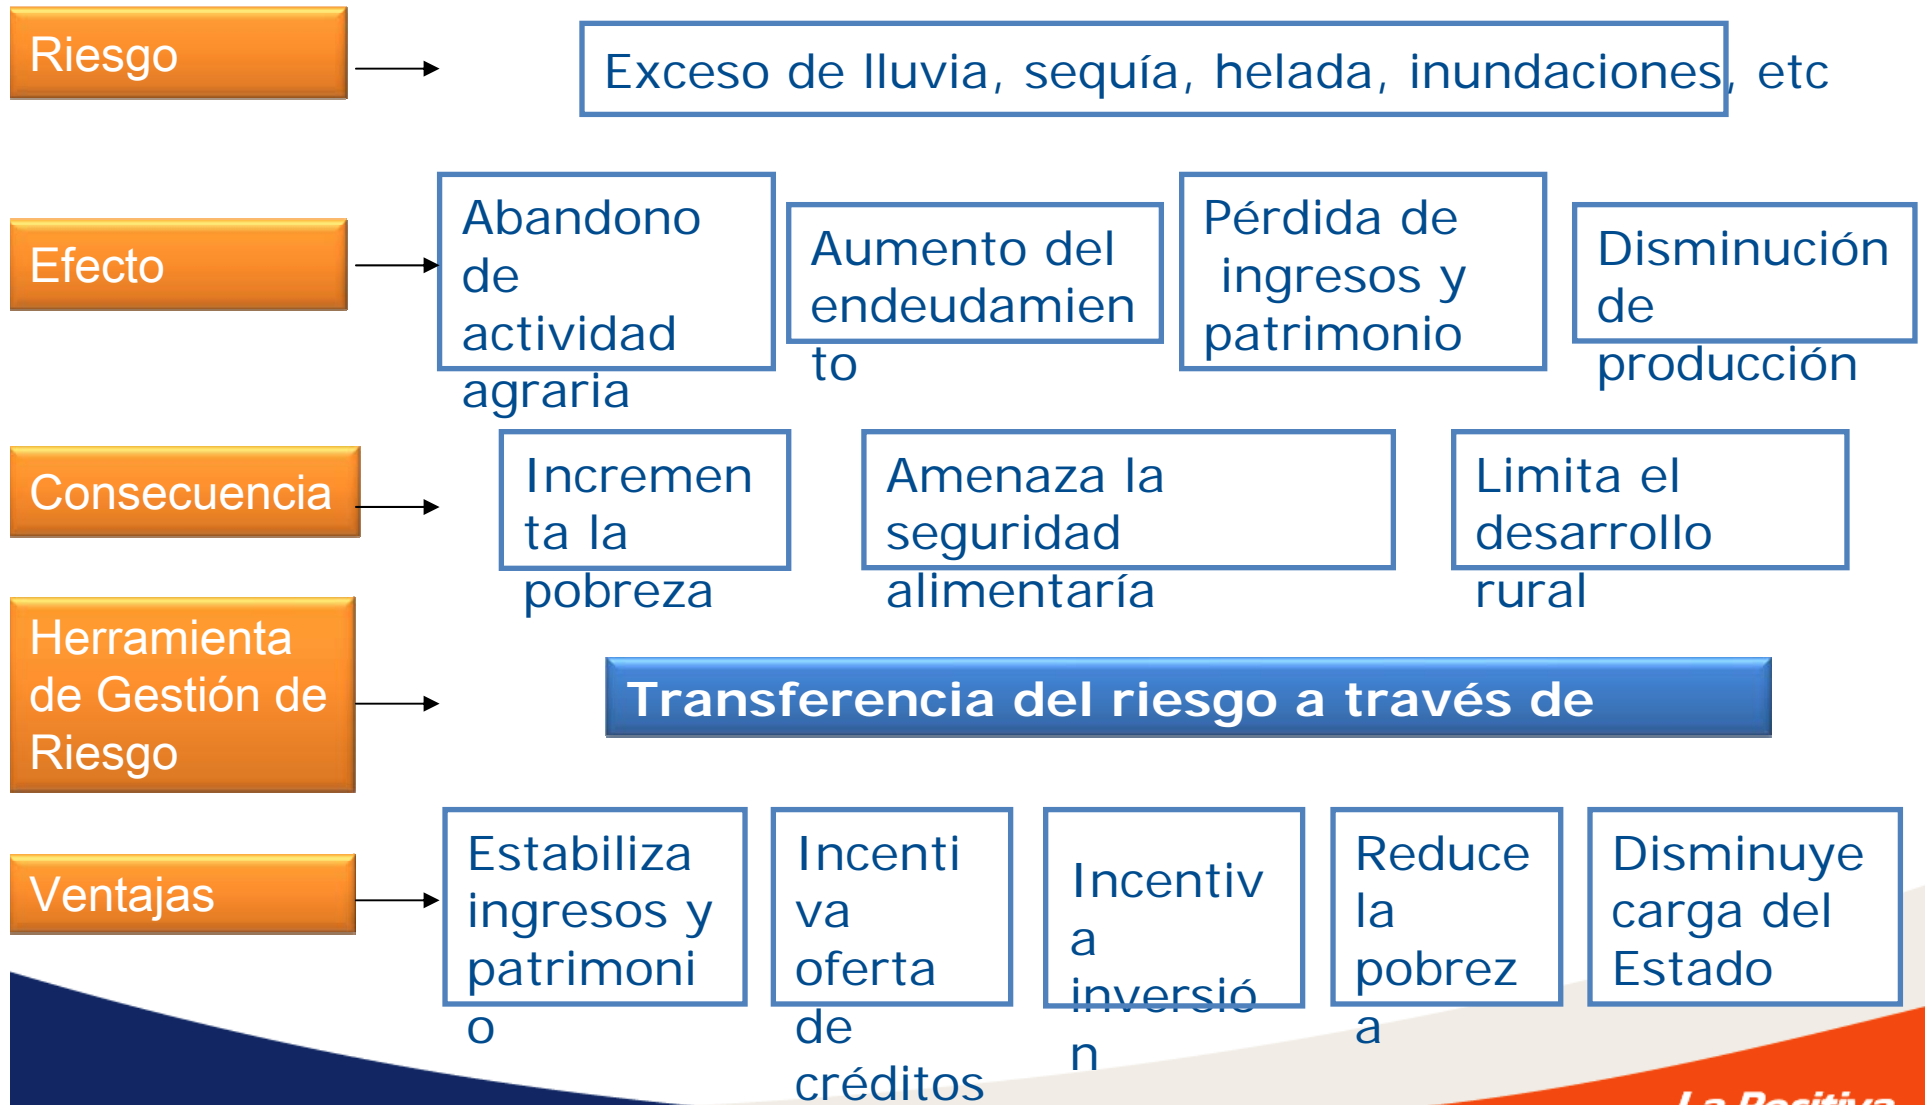 Riesgo
Exceso de lluvia, sequía, helada, inundaciones, etc
Efecto
Abandono
de
actividad
agraria
Aumento del
endeudamien
to
Pérdida de
ingresos y
patrimonio
Disminución
de
producción
Consecuencia
Incremen
ta la
pobreza
Amenaza la
seguridad
alimentaría
Limita el
desarrollo
rural
Herramienta
de Gestión de
Riesgo
Transferencia del riesgo a través de
Ventajas
Estabiliza
ingresos y
patrimoni
o
Incenti
va
oferta
de
créditos
Incentiv
a
inversió
n
Reduce
la
pobrez
a
Disminuye
carga del
Estado
La Positiva